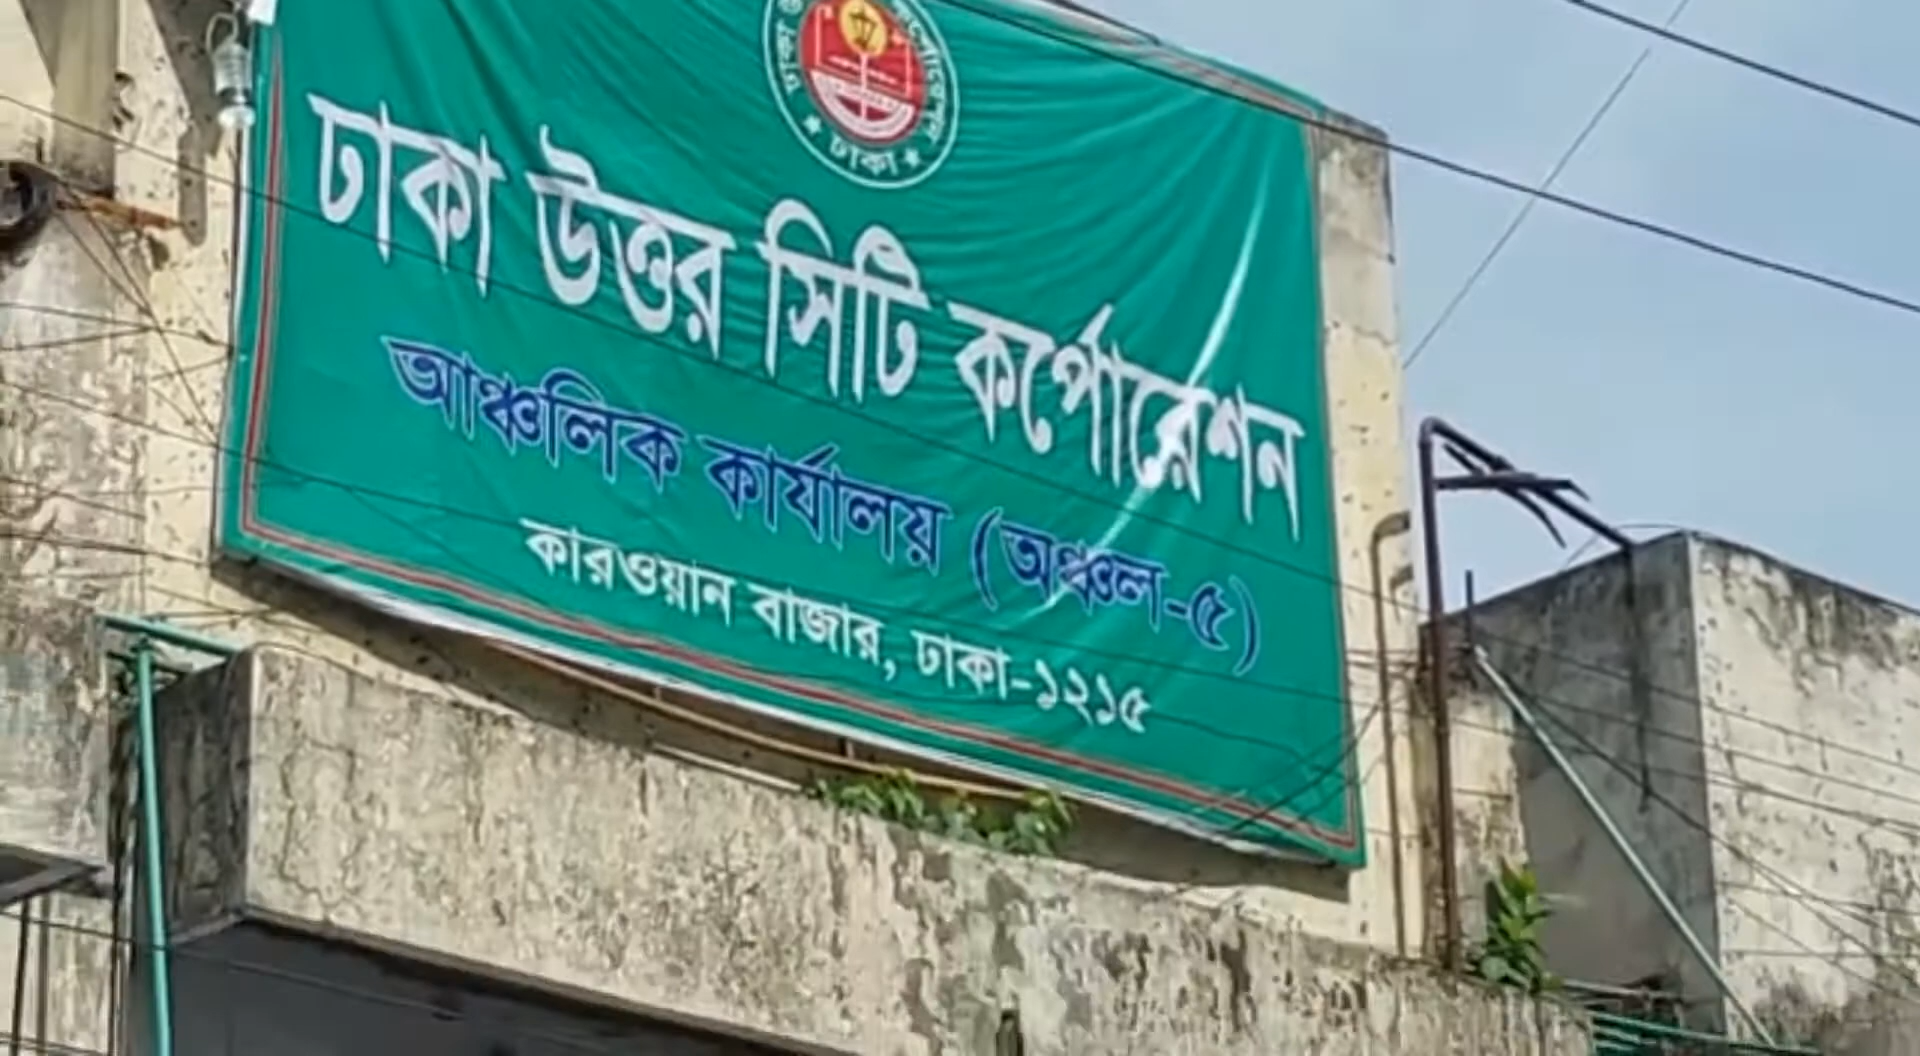 ঢাকা
ঢাকা উত্তর সিটি কর্পোরেশন
আঞ্চলিক কার্যালয় (অঞ্চল-৫)
কারওয়ান বাজার, ঢাকা-১২১৫